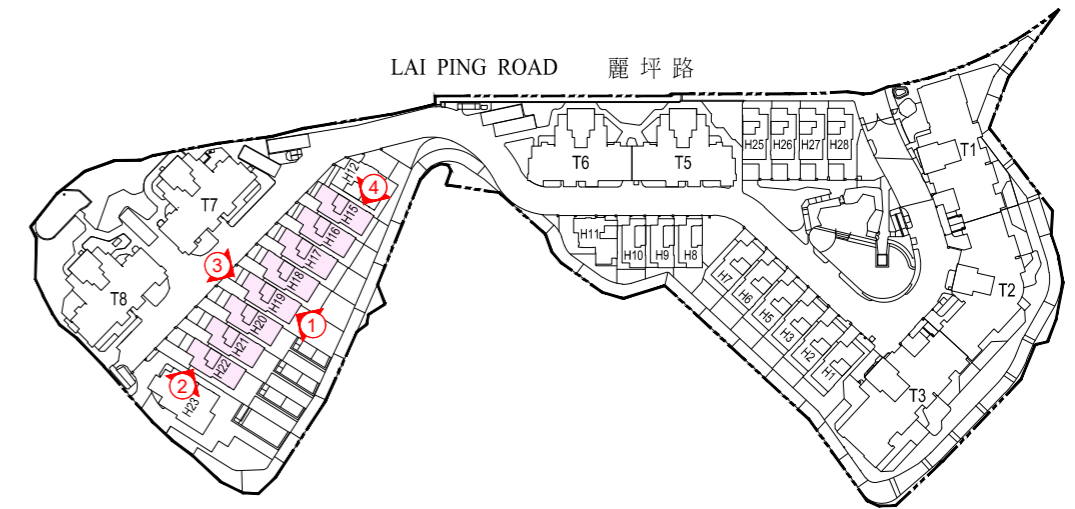 LAI PING ROAD 麗坪路
T6
T5
H25
H26
H27
H28
T1
T7
H12
4
H15
H16
H17
H18
H19
H20
H21
H22
H23
3
1
2
T8
H11
H10
H9
H8
H7
H6
H5
H3
H2
H1
T2
T3